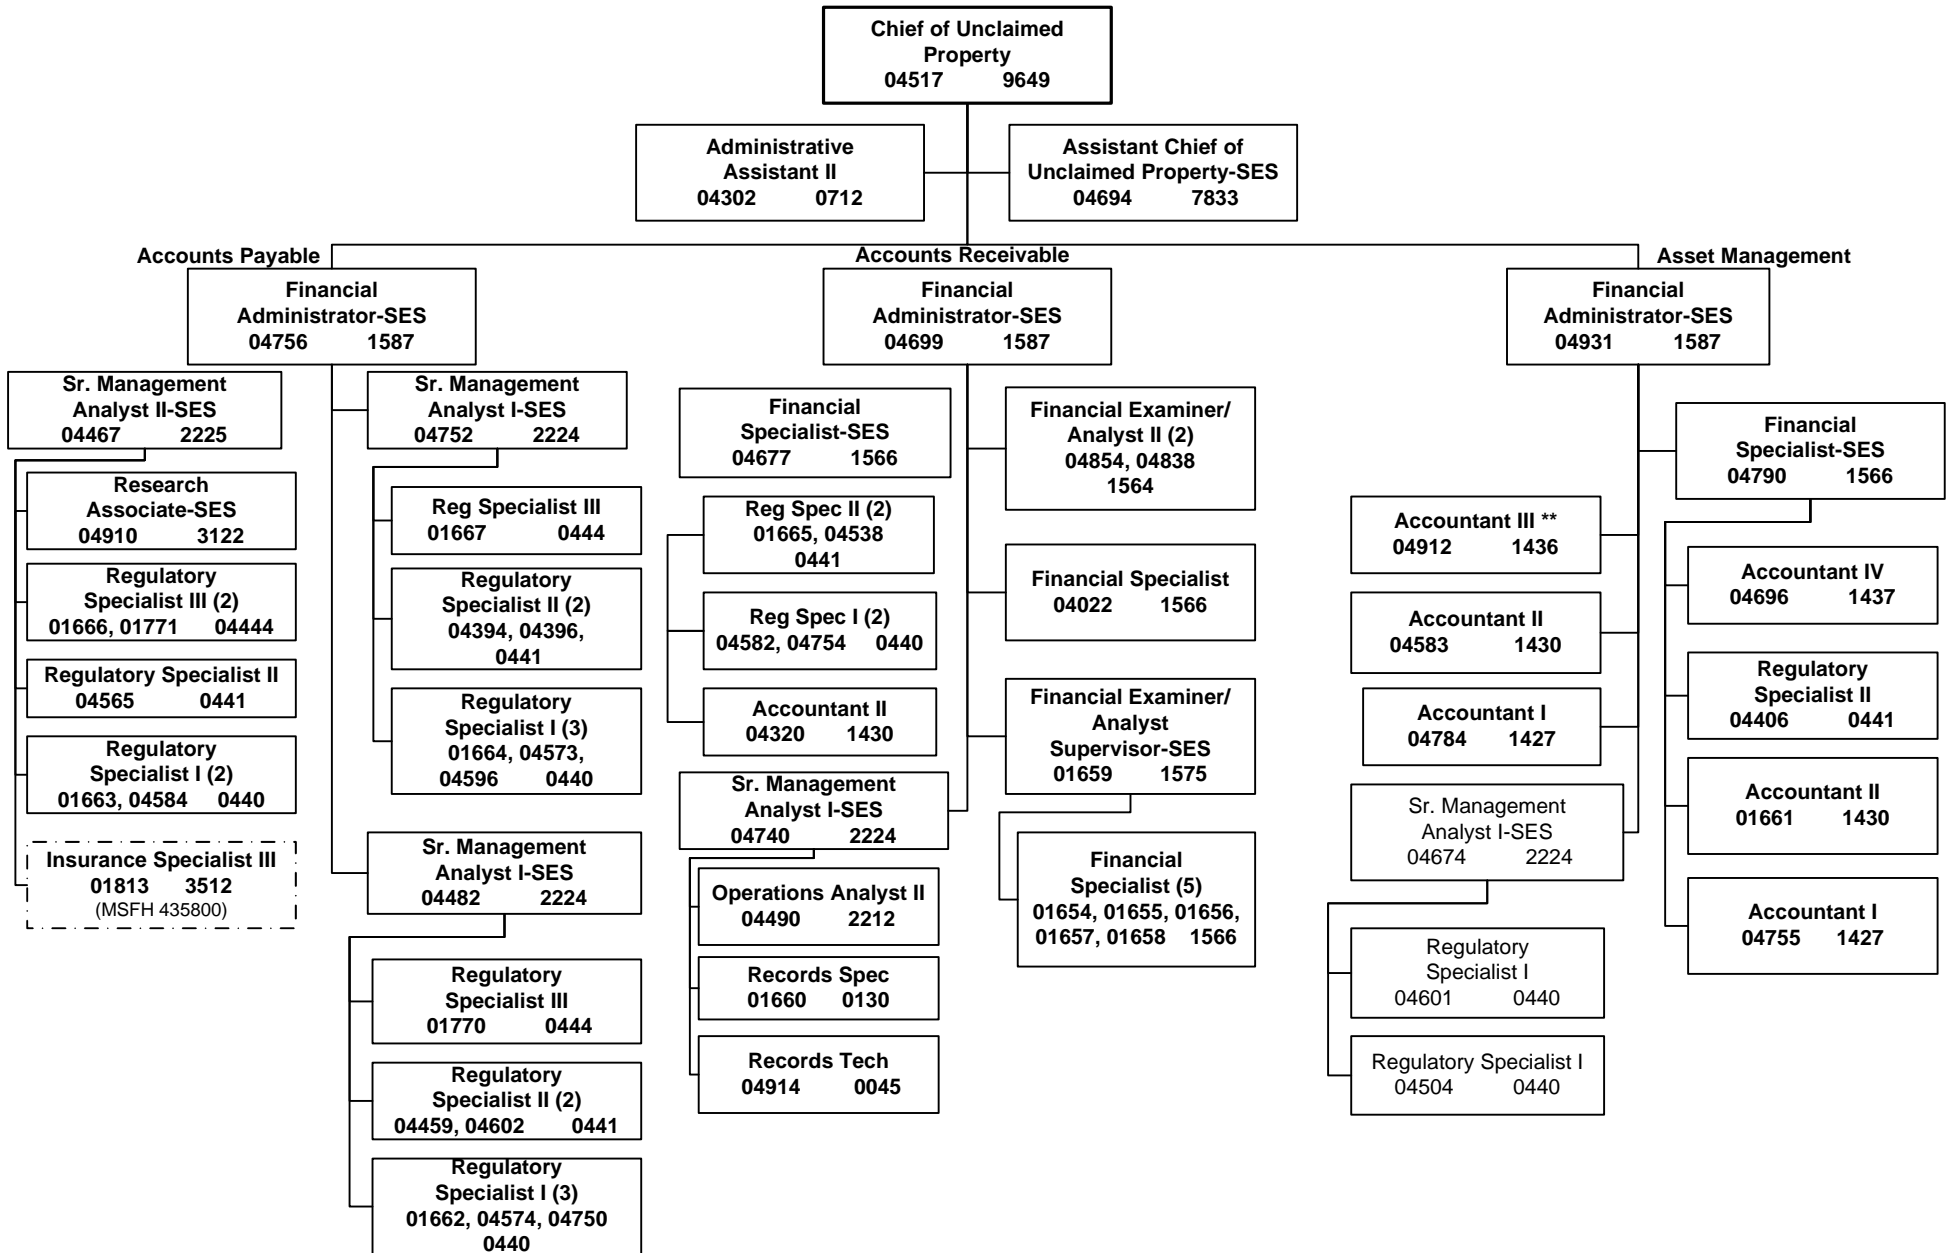 Chief of Unclaimed
Property
04517 9649
Administrative
Assistant II
04302 0712
Assistant Chief of
Unclaimed Property-SES
04694 7833
Accounts Payable
Financial
Administrator-SES
04756 1587
Sr. Management
Analyst II-SES
04467 2225
Research
Associate-SES
04910 3122
Regulatory
Specialist III (2)
01666, 01771 04444
Regulatory Specialist II
04565 0441
Regulatory
Specialist I (2)
01663, 04584 0440
Insurance Specialist III
01813 3512
(MSFH 435800)
Sr. Management
Analyst I-SES
04752 2224
Reg Specialist III
01667 0444
Regulatory
Specialist II (2)
04394, 04396,
0441
Regulatory
Specialist I (3)
01664, 04573,
04596 0440
Sr. Management
Analyst I-SES
04482 2224
Regulatory
Specialist III
01770 0444
Regulatory
Specialist II (2)
04459, 04602 0441
Regulatory
Specialist I (3)
01662, 04574, 04750
0440
Accounts Receivable
Financial
Administrator-SES
04699 1587
Financial
Specialist-SES
04677 1566
Reg Spec II (2)
01665, 04538
0441
Reg Spec I (2)
04582, 04754 0440
Accountant II
04320 1430
Sr. Management
Analyst I-SES
04740 2224
Operations Analyst II
04490 2212
Records Spec
01660 0130
Records Tech
04914 0045
Financial Examiner/
Analyst II (2)
04854, 04838
1564
Financial Specialist
04022 1566
Financial Examiner/
Analyst
Supervisor-SES
01659 1575
Financial
Specialist (5)
01654, 01655, 01656,
01657, 01658 1566
Asset Management
Financial
Administrator-SES
04931 1587
Accountant III **
04912 1436
Accountant II
04583 1430
Accountant I
04784 1427
Sr. Management
Analyst I-SES
04674 2224
Regulatory
Specialist I
04601 0440
Regulatory Specialist I
04504 0440
Financial
Specialist-SES
04790 1566
Accountant IV
04696 1437
Regulatory
Specialist II
04406 0441
Accountant II
01661 1430
Accountant I
04755 1427